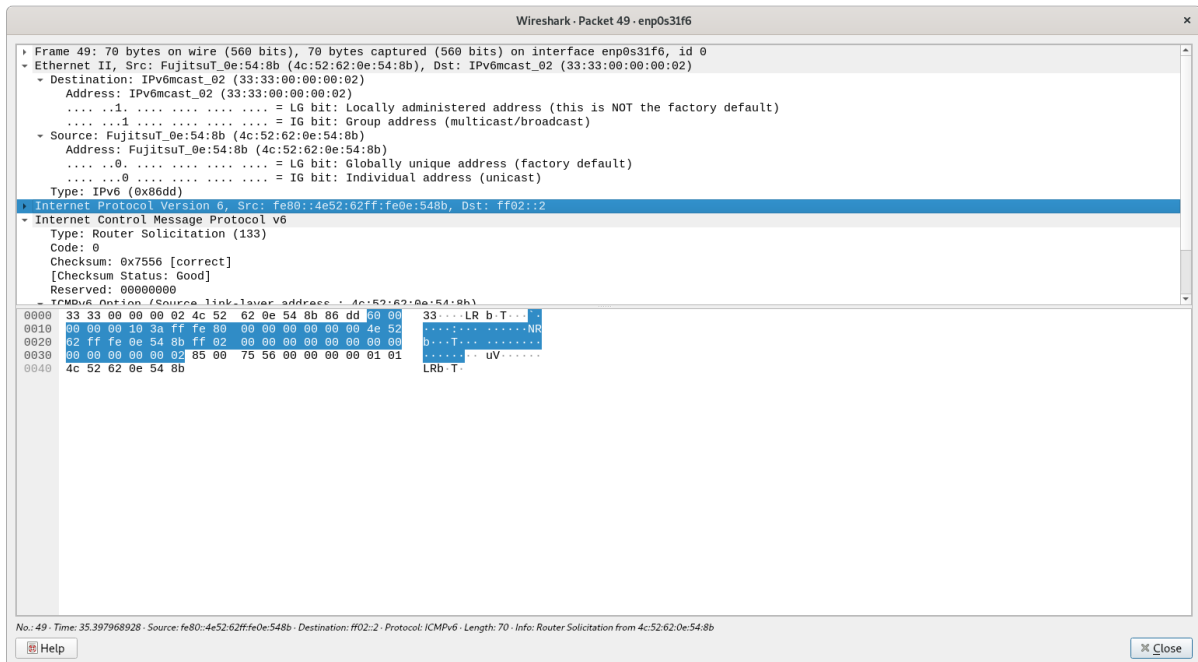 Wireshark · Packet 49 · enp0s31f6
Frame 49: 70 bytes on wire (560 bits), 70 bytes captured (560 bits) on interface enp0s31f6, id 0
Ethernet II, Src: FujitsuT_0e:54:8b (4c:52:62:0e:54:8b), Dst: IPv6mcast_02 (33:33:00:00:00:02)
Destination: IPv6mcast_02 (33:33:00:00:00:02)
Address: IPv6mcast_02 (33:33:00:00:00:02)
.... ..1. .... .... .... .... = LG bit: Locally administered address (this is NOT the factory default)
.... ...1 .... .... .... .... = IG bit: Group address (multicast/broadcast)
Source: FujitsuT_0e:54:8b (4c:52:62:0e:54:8b)
Address: FujitsuT_0e:54:8b (4c:52:62:0e:54:8b)
.... ..0. .... .... .... .... = LG bit: Globally unique address (factory default)
.... ...0 .... .... .... .... = IG bit: Individual address (unicast)
Type: IPv6 (0x86dd)
Internet Protocol Version 6, Src: fe80::4e52:62ff:fe0e:548b, Dst: ff02::2
Internet Control Message Protocol v6
Type: Router Solicitation (133)
Code: 0
Checksum: 0x7556 [correct]
[Checksum Status: Good]
Reserved: 00000000
ICMPv6 Option (Source link-layer address : 4c:52:62:0e:54:8b)
0000 33 33 00 00 00 02 4c 52 62 0e 54 8b 86 dd 60 00 33····LR b·T···`·
0010 00 00 00 10 3a ff fe 80 00 00 00 00 00 00 4e 52 ····:··· ······NR
0020 62 ff fe 0e 54 8b ff 02 00 00 00 00 00 00 00 00 b···T··· ········
0030 00 00 00 00 00 02 85 00 75 56 00 00 00 00 01 01 ········ uV······
0040 4c 52 62 0e 54 8b LRb·T·
No.: 49 · Time: 35.397968928 · Source: fe80::4e52:62ff:fe0e:548b · Destination: ff02::2 · Protocol: ICMPv6 · Length: 70 · Info: Router Solicitation from 4c:52:62:0e:54:8b
Help
Close